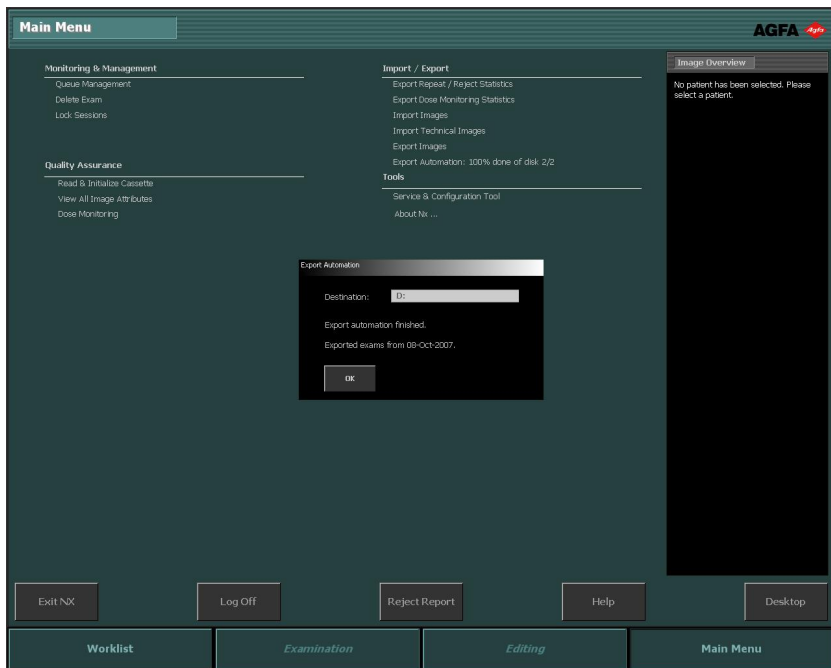 Main Menu
AGFA Agfa
Monitoring & Management
Queue Management
Delete Exam
Lock Sessions
Quality Assurance
Read & Initialize Cassette
View All Image Attributes
Dose Monitoring
Import / Export
Export Repeat / Reject Statistics
Export Dose Monitoring Statistics
Import Images
Import Technical Images
Export Images
Export Automation: 100% done of disk 2/2
Tools
Service & Configuration Tool
About Nx ...
Image Overview
No patient has been selected. Please
select a patient.
Export Automation
Destination: D:
Export automation finished.
Exported exams from 08-Oct-2007.
OK
Exit NX
Log Off
Reject Report
Help
Desktop
Worklist
Examination
Editing
Main Menu